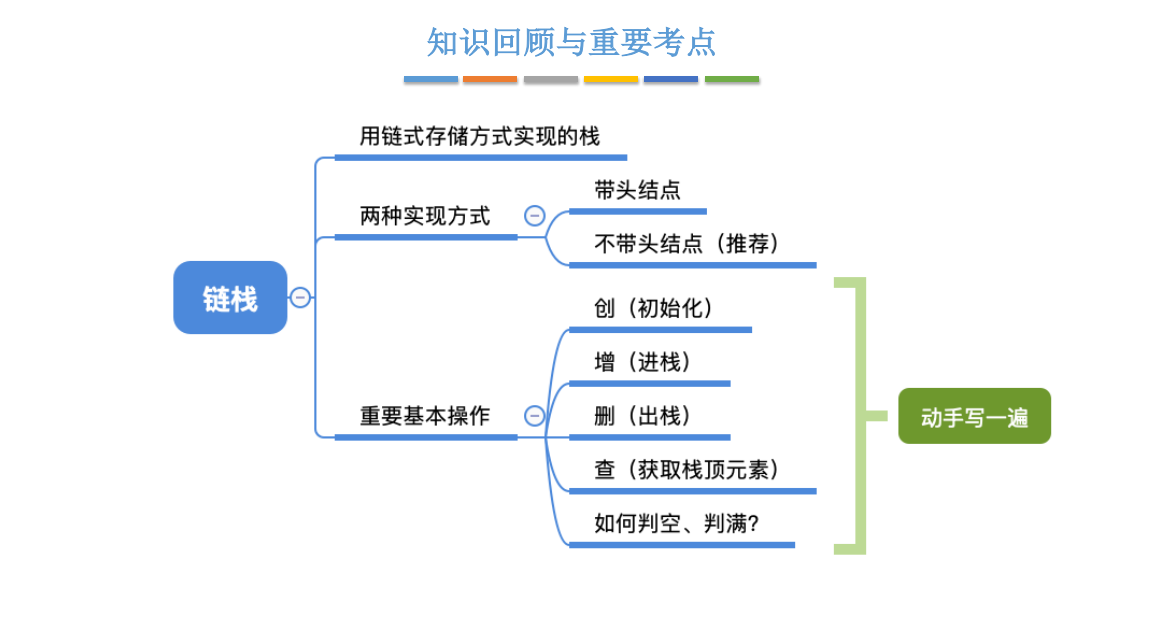 知识回顾与重要考点
用链式存储方式实现的栈
两种实现方式
带头结点
不带头结点（推荐）
链栈
重要基本操作
创（初始化）
增（进栈）
删（出栈）
查（获取栈顶元素）
如何判空、判满？
动手写一遍